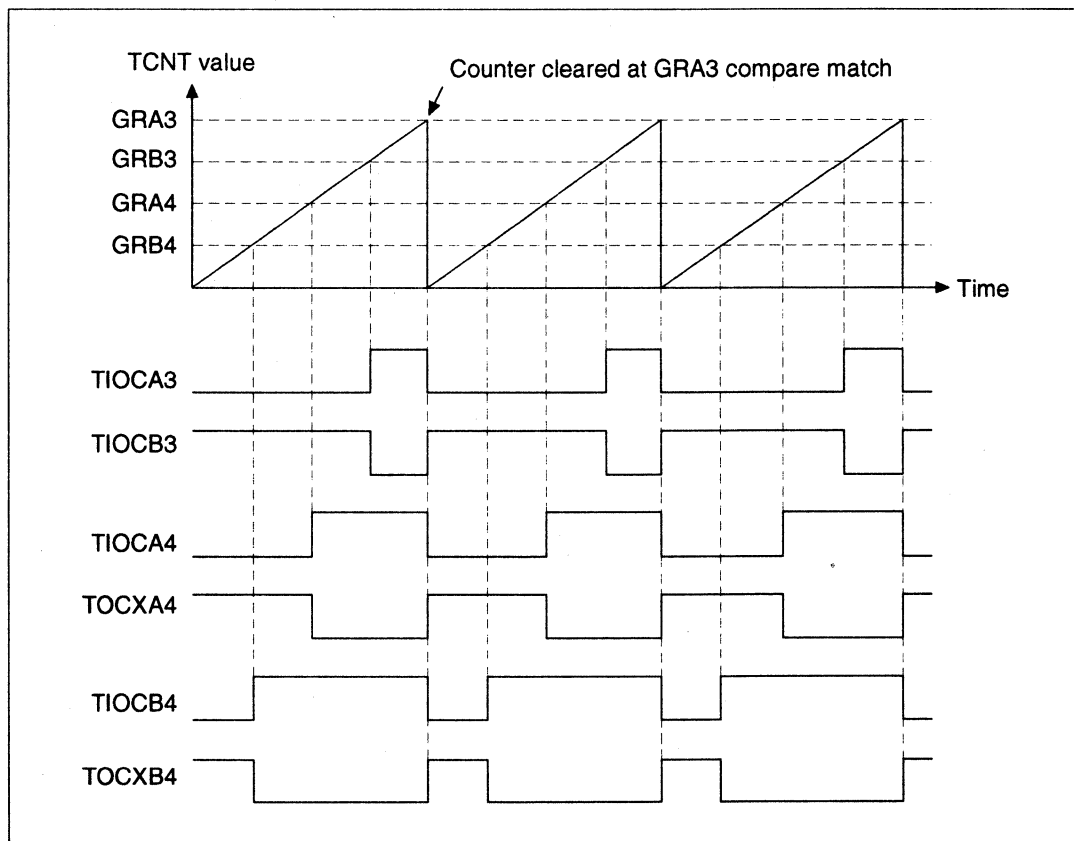 TCNT value
Counter cleared at GRA3 compare match
GRA3
GRB3
GRA4
GRB4
Time
TIOCA3
TIOCB3
TIOCA4
TOCXA4
TIOCB4
TOCXB4